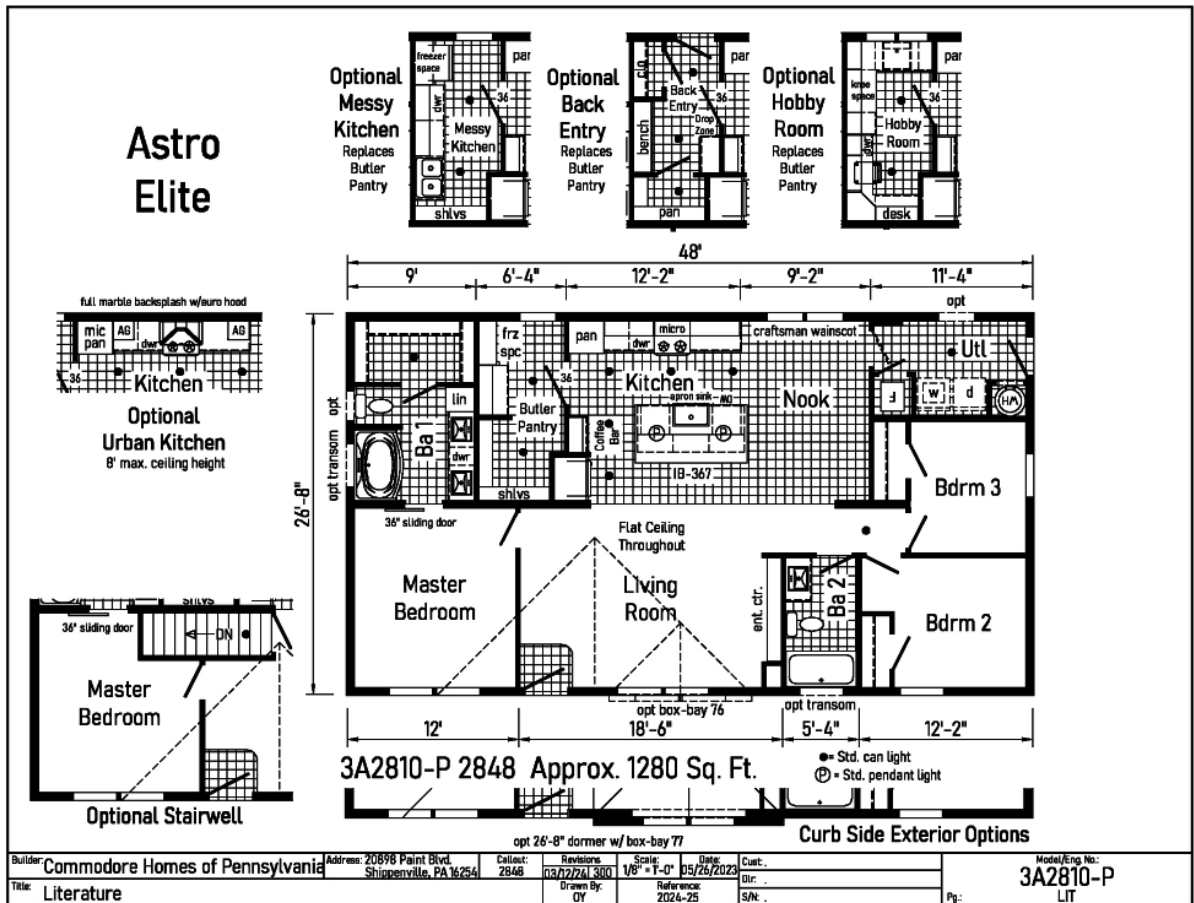 Astro
Elite
Optional
Messy
Kitchen
Replaces
Butler
Pantry
freezer
space
par
36
dwr
Messy
Kitchen
shlvs
Optional
Back
Entry
Replaces
Butler
Pantry
clo
par
Back
Entry
36
Drop
Zone
bench
pan
Optional
Hobby
Room
Replaces
Butler
Pantry
par
knee
space
36
Hobby
Room
dwr
desk
48'
9'
6'-4"
12'-2"
9'-2"
11'-4"
opt
full marble backsplash w/euro hood
mic
pan
AG
dwr
AG
36
Kitchen
Optional
Urban Kitchen
8' max. ceiling height
26'-8"
opt transom
opt
frz
spc
pan
dwr
micro
craftsman wainscot
Utl
36
Kitchen
apron sink
DW
Nook
F
W
D
WH
lin
Ba 1
dwr
Butler
Pantry
Coffee
Bar
P
P
IB-367
shlvs
Bdrm 3
36" sliding door
Flat Ceiling
Throughout
Master
Bedroom
Living
Room
ent. ctr.
Ba 2
Bdrm 2
shlvs
36" sliding door
DN
Master
Bedroom
Optional Stairwell
opt box-bay 76
opt transom
12'
18'-6"
5'-4"
12'-2"
3A2810-P 2848 Approx. 1280 Sq. Ft.
= Std. can light
P = Std. pendant light
opt 26'-8" dormer w/ box-bay 77
Curb Side Exterior Options
Builder: Commodore Homes of Pennsylvania
Address: 20898 Paint Blvd.
Shippenville, PA 16254
Callout:
2848
Revisions
03/12/24 300
Scale:
1/8" = 1'-0"
Date:
05/26/2023
Cust: .
Dlr: .
S/N: .
Model/Eng. No.:
3A2810-P
Title: Literature
Drawn By:
OY
Reference:
2024-25
Pg.: LIT